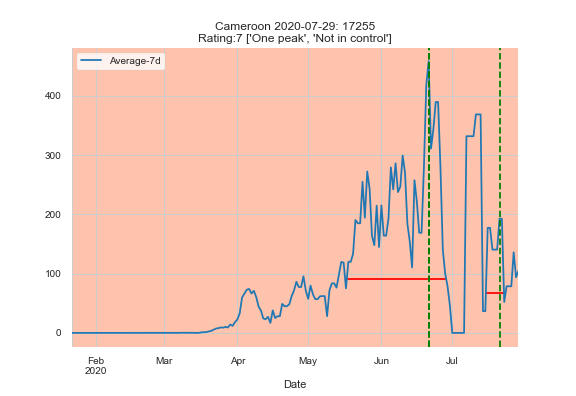 Cameroon 2020-07-29: 17255
Rating:7 ['One peak', 'Not in control']
Average-7d
400
300
200
100
0
Feb
2020
Mar
Apr
May
Jun
Jul
Date